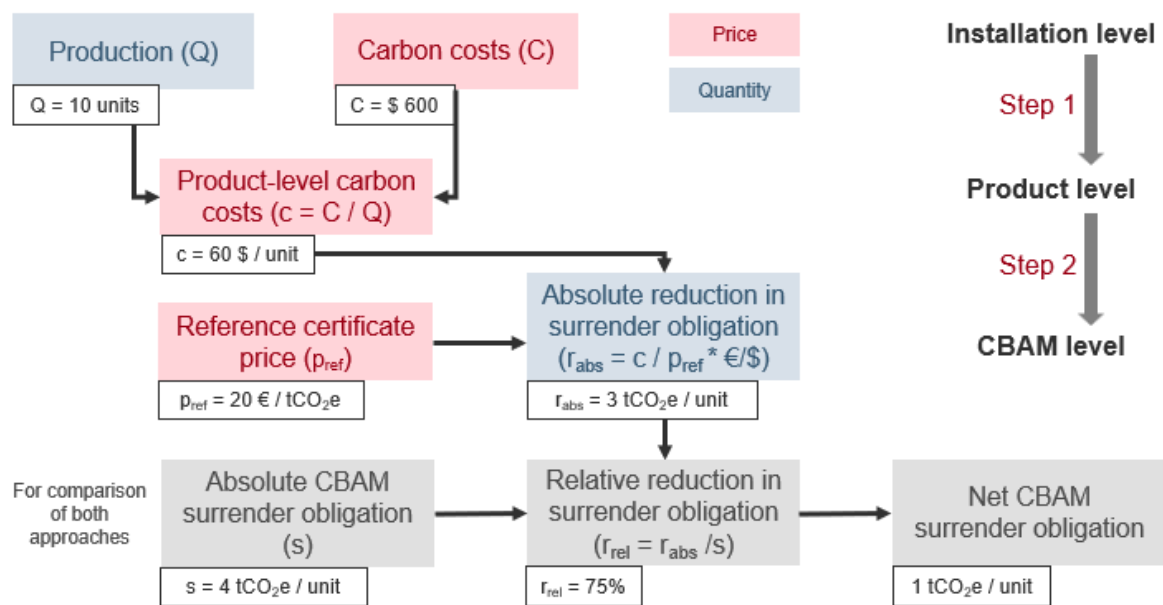 Production (Q)
Q = 10 units
Carbon costs (C)
C = $ 600
Price
Quantity
Installation level
Step 1
Product level
Step 2
CBAM level
Product-level carbon
costs (c = C / Q)
c = 60 $ / unit
Reference certificate
price (pref)
pref = 20 € / tCO2e
Absolute reduction in
surrender obligation
(rabs = c / pref * €/$)
rabs = 3 tCO2e / unit
For comparison
of both
approaches
Absolute CBAM
surrender obligation
(s)
s = 4 tCO2e / unit
Relative reduction in
surrender obligation
(rrel = rabs /s)
rrel = 75%
Net CBAM
surrender obligation
1 tCO2e / unit